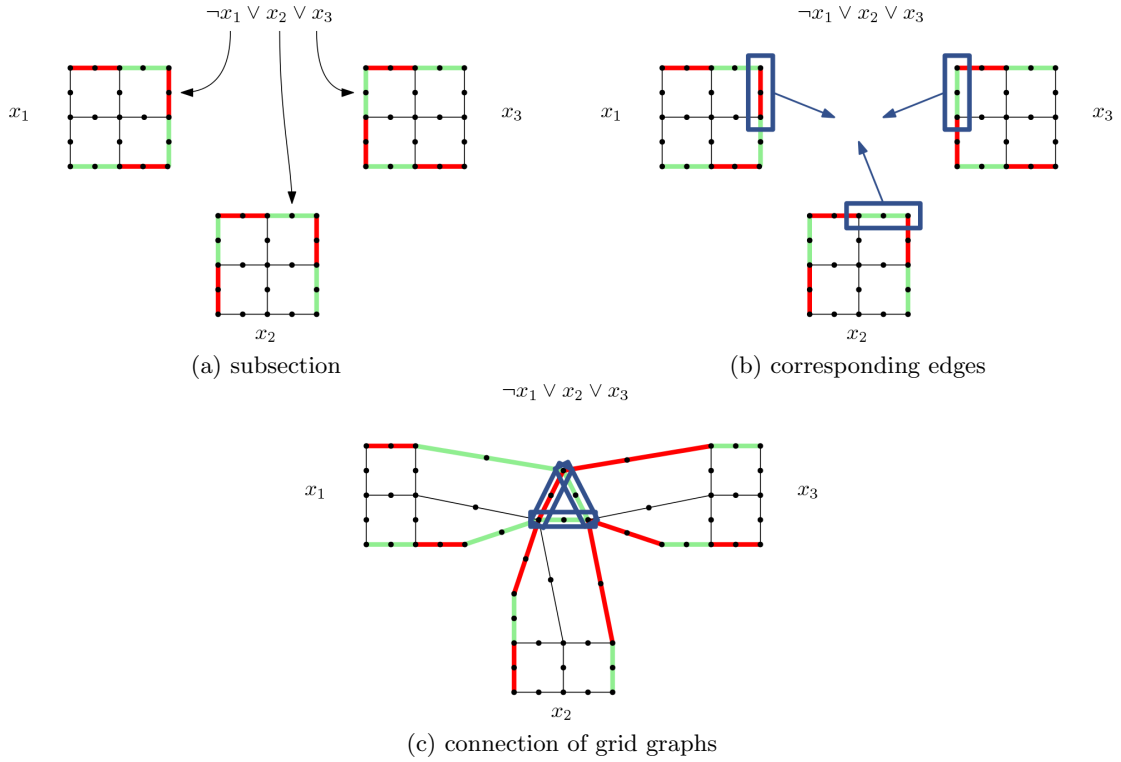 ¬x₁ ∨ x₂ ∨ x₃
x₁
x₃
x₂
(a) subsection
¬x₁ ∨ x₂ ∨ x₃
x₁
x₃
x₂
(b) corresponding edges
¬x₁ ∨ x₂ ∨ x₃
x₁
x₃
x₂
(c) connection of grid graphs